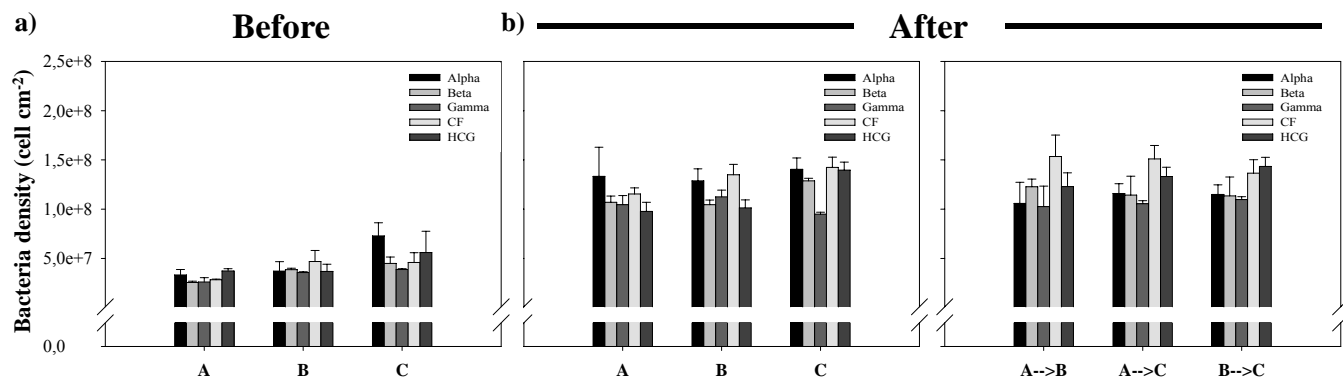 a)
Before
b)
After
Bacteria density (cell cm-2)
2,5e+8
2,0e+8
1,5e+8
1,0e+8
5,0e+7
0,0
Alpha
Beta
Gamma
CF
HCG
A
B
C
Alpha
Beta
Gamma
CF
HCG
A
B
C
Alpha
Beta
Gamma
CF
HCG
A-->B
A-->C
B-->C